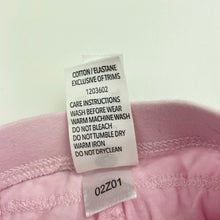 COTTON / ELASTANE
EXCLUSIVE OF TRIMS
1203602
CARE INSTRUCTIONS
WASH BEFORE WEAR
WARM MACHINE WASH
DO NOT BLEACH
DO NOT TUMBLE DRY
WARM IRON
DO NOT DRYCLEAN
02Z01